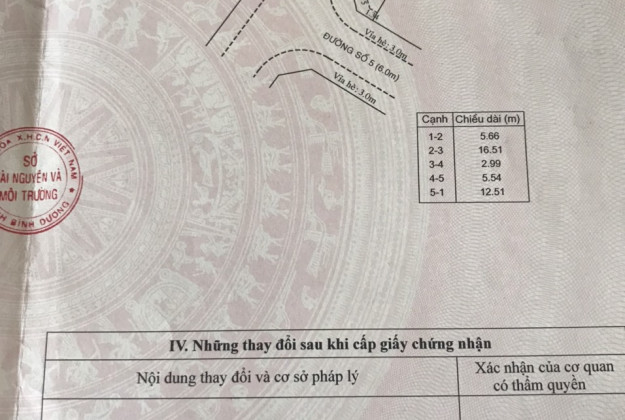 Vỉa hè: 3.0m
ĐƯỜNG SỐ 5 (6.0m)
Vỉa hè: 3.0m
Cạnh Chiều dài (m)
1-2 5.66
2-3 16.51
3-4 2.99
4-5 5.54
5-1 12.51
X.H.C.N VIỆT NAM
SỞ
ÀI NGUYÊN VÀ
MÔI TRƯỜNG
H BÌNH DƯƠNG
IV. Những thay đổi sau khi cấp giấy chứng nhận
Nội dung thay đổi và cơ sở pháp lý
Xác nhận của cơ quan
có thẩm quyền